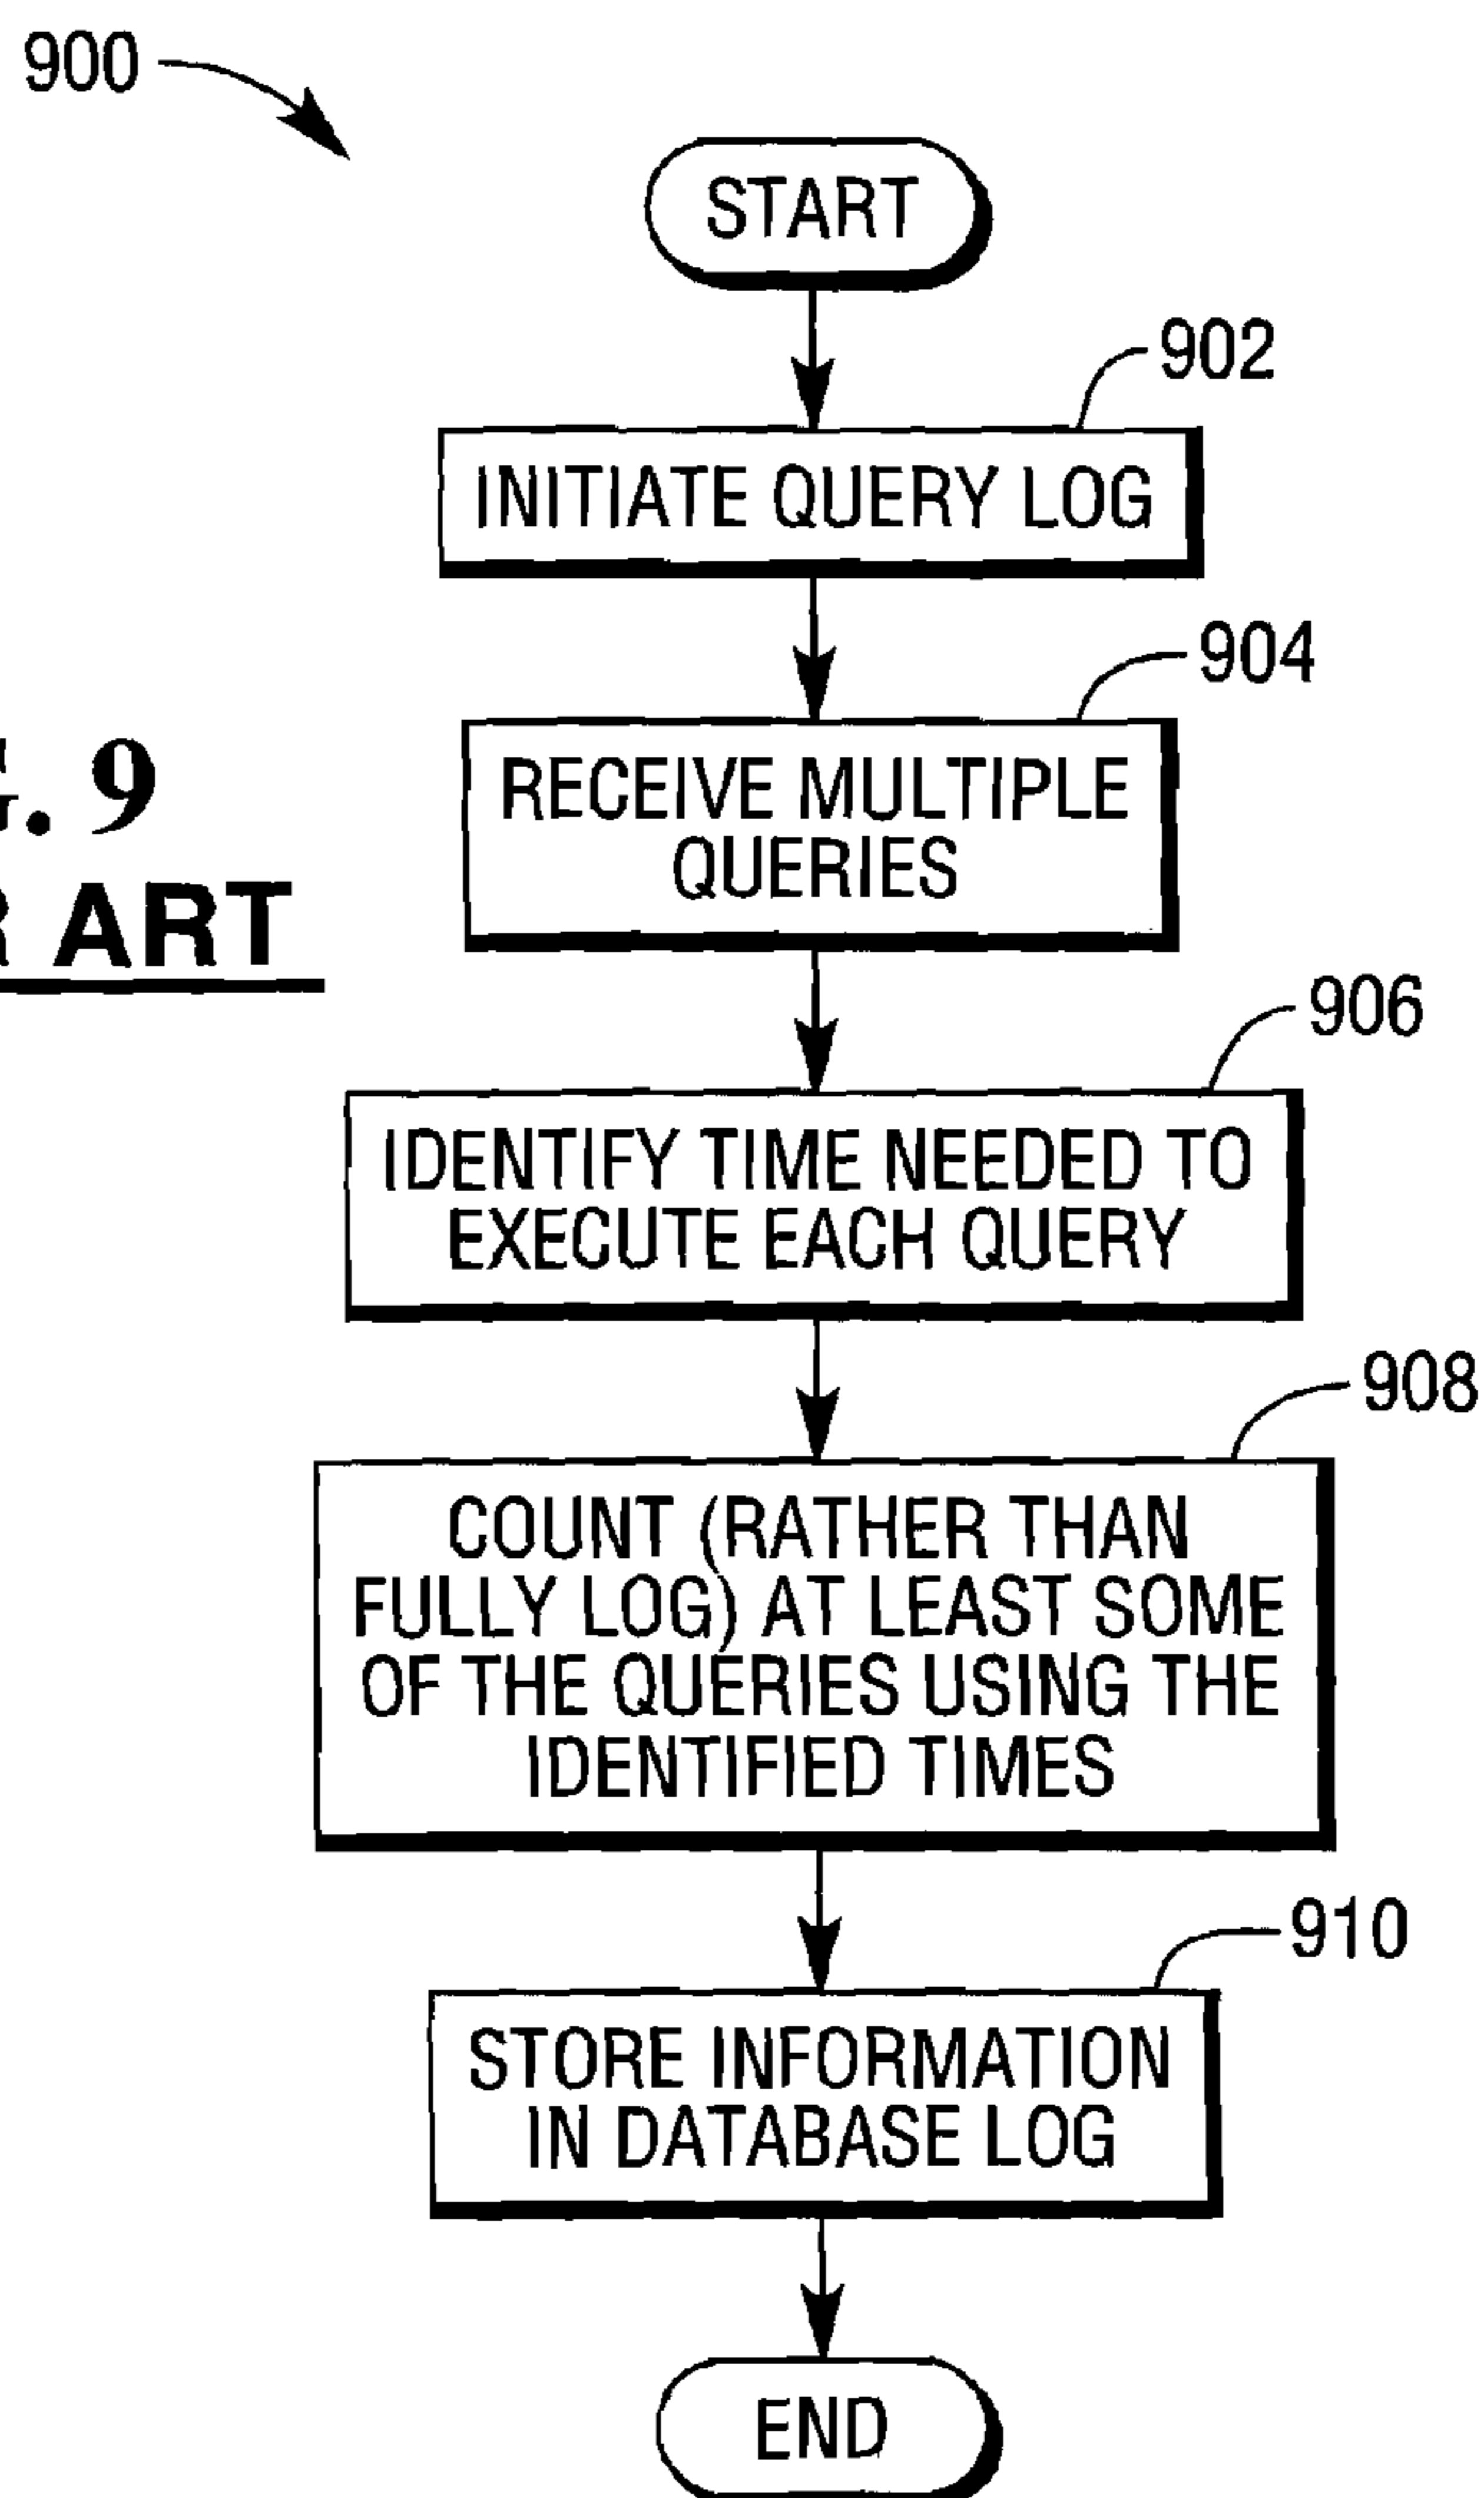 900
START
902
INITIATE QUERY LOG
904
RECEIVE MULTIPLE
QUERIES
.9
ART
906
IDENTIFY TIME NEEDED TO
EXECUTE EACH QUERY
908
COUNT (RATHER THAN
FULLY LOG) AT LEAST SOME
OF THE QUERIES USING THE
IDENTIFIED TIMES
910
STORE INFORMATION
IN DATABASE LOG
END